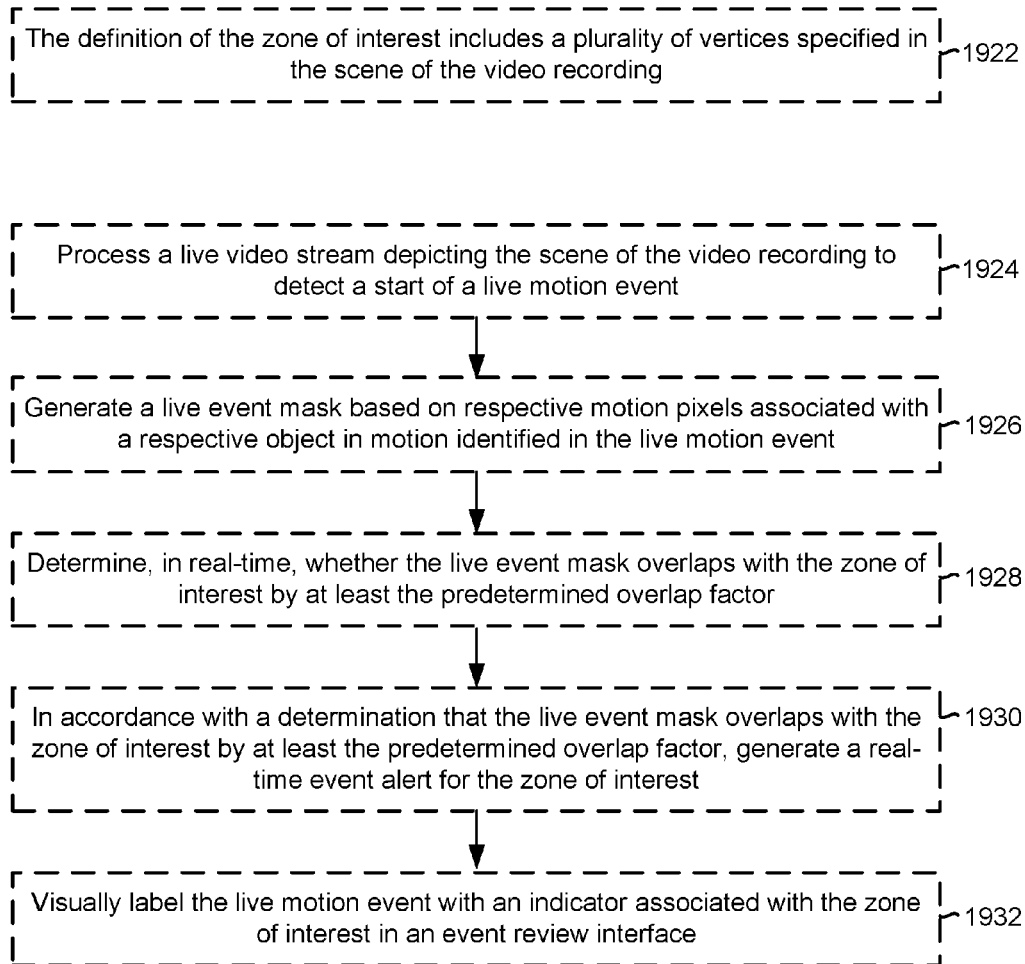 The definition of the zone of interest includes a plurality of vertices specified in
the scene of the video recording
1922
Process a live video stream depicting the scene of the video recording to
detect a start of a live motion event
1924
Generate a live event mask based on respective motion pixels associated with
a respective object in motion identified in the live motion event
1926
Determine, in real-time, whether the live event mask overlaps with the zone of
interest by at least the predetermined overlap factor
1928
In accordance with a determination that the live event mask overlaps with the
zone of interest by at least the predetermined overlap factor, generate a real-
time event alert for the zone of interest
1930
Visually label the live motion event with an indicator associated with the zone
of interest in an event review interface
1932